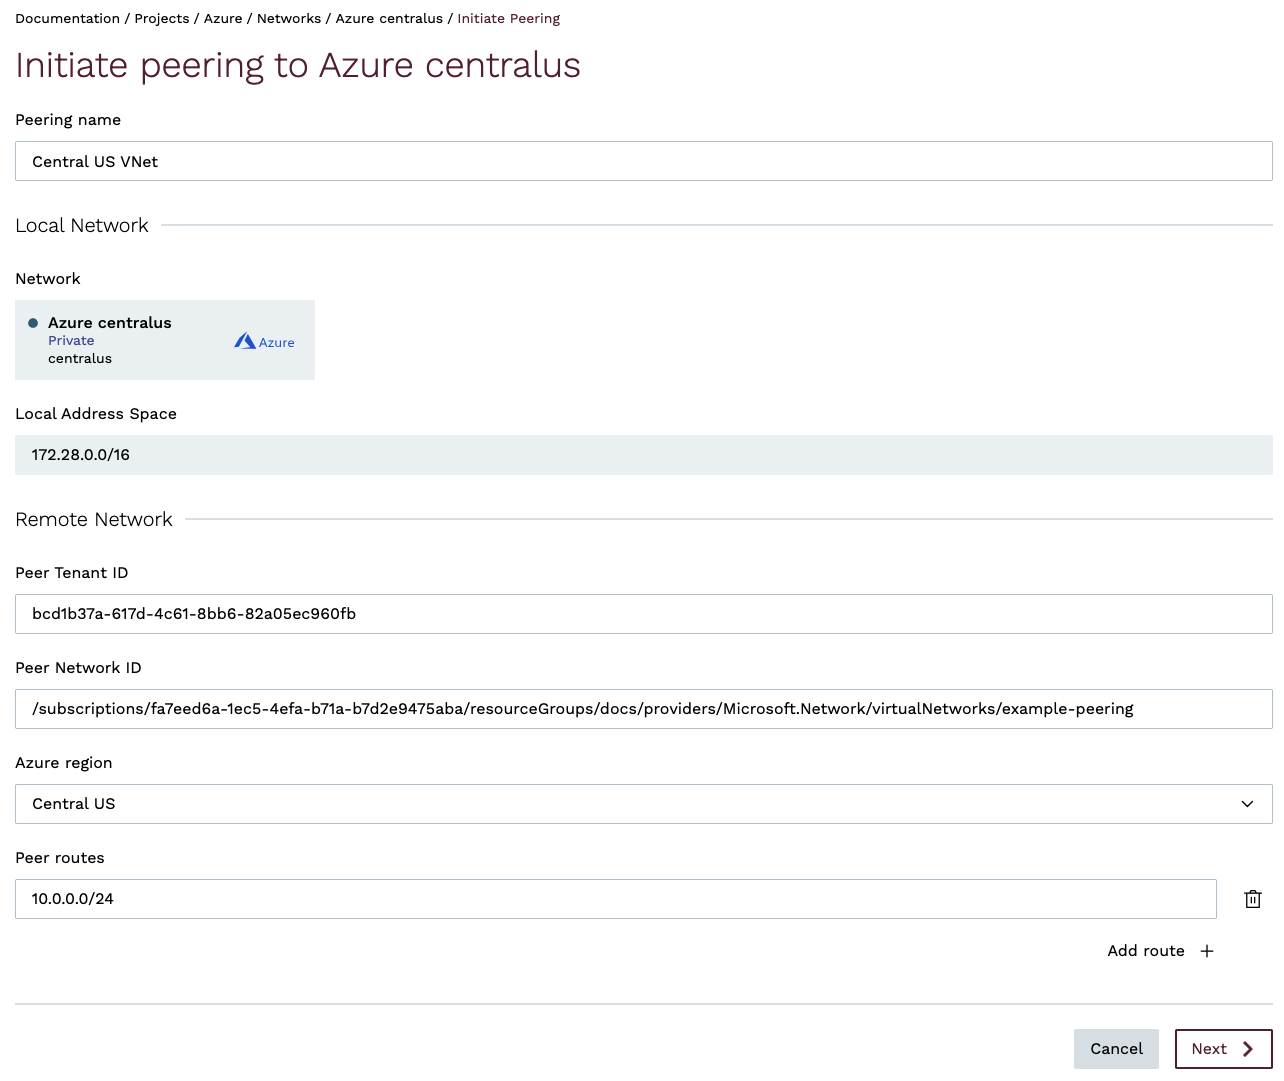 Documentation / Projects / Azure / Networks / Azure centralus / Initiate Peering
Initiate peering to Azure centralus
Peering name
Central US VNet
Local Network
Network
Azure centralus
Private
centralus
Azure
Local Address Space
172.28.0.0/16
Remote Network
Peer Tenant ID
bcd1b37a-617d-4c61-8bb6-82a05ec960fb
Peer Network ID
/subscriptions/fa7eed6a-1ec5-4efa-b71a-b7d2e9475aba/resourceGroups/docs/providers/Microsoft.Network/virtualNetworks/example-peering
Azure region
Central US
Peer routes
10.0.0.0/24
Add route
Cancel
Next